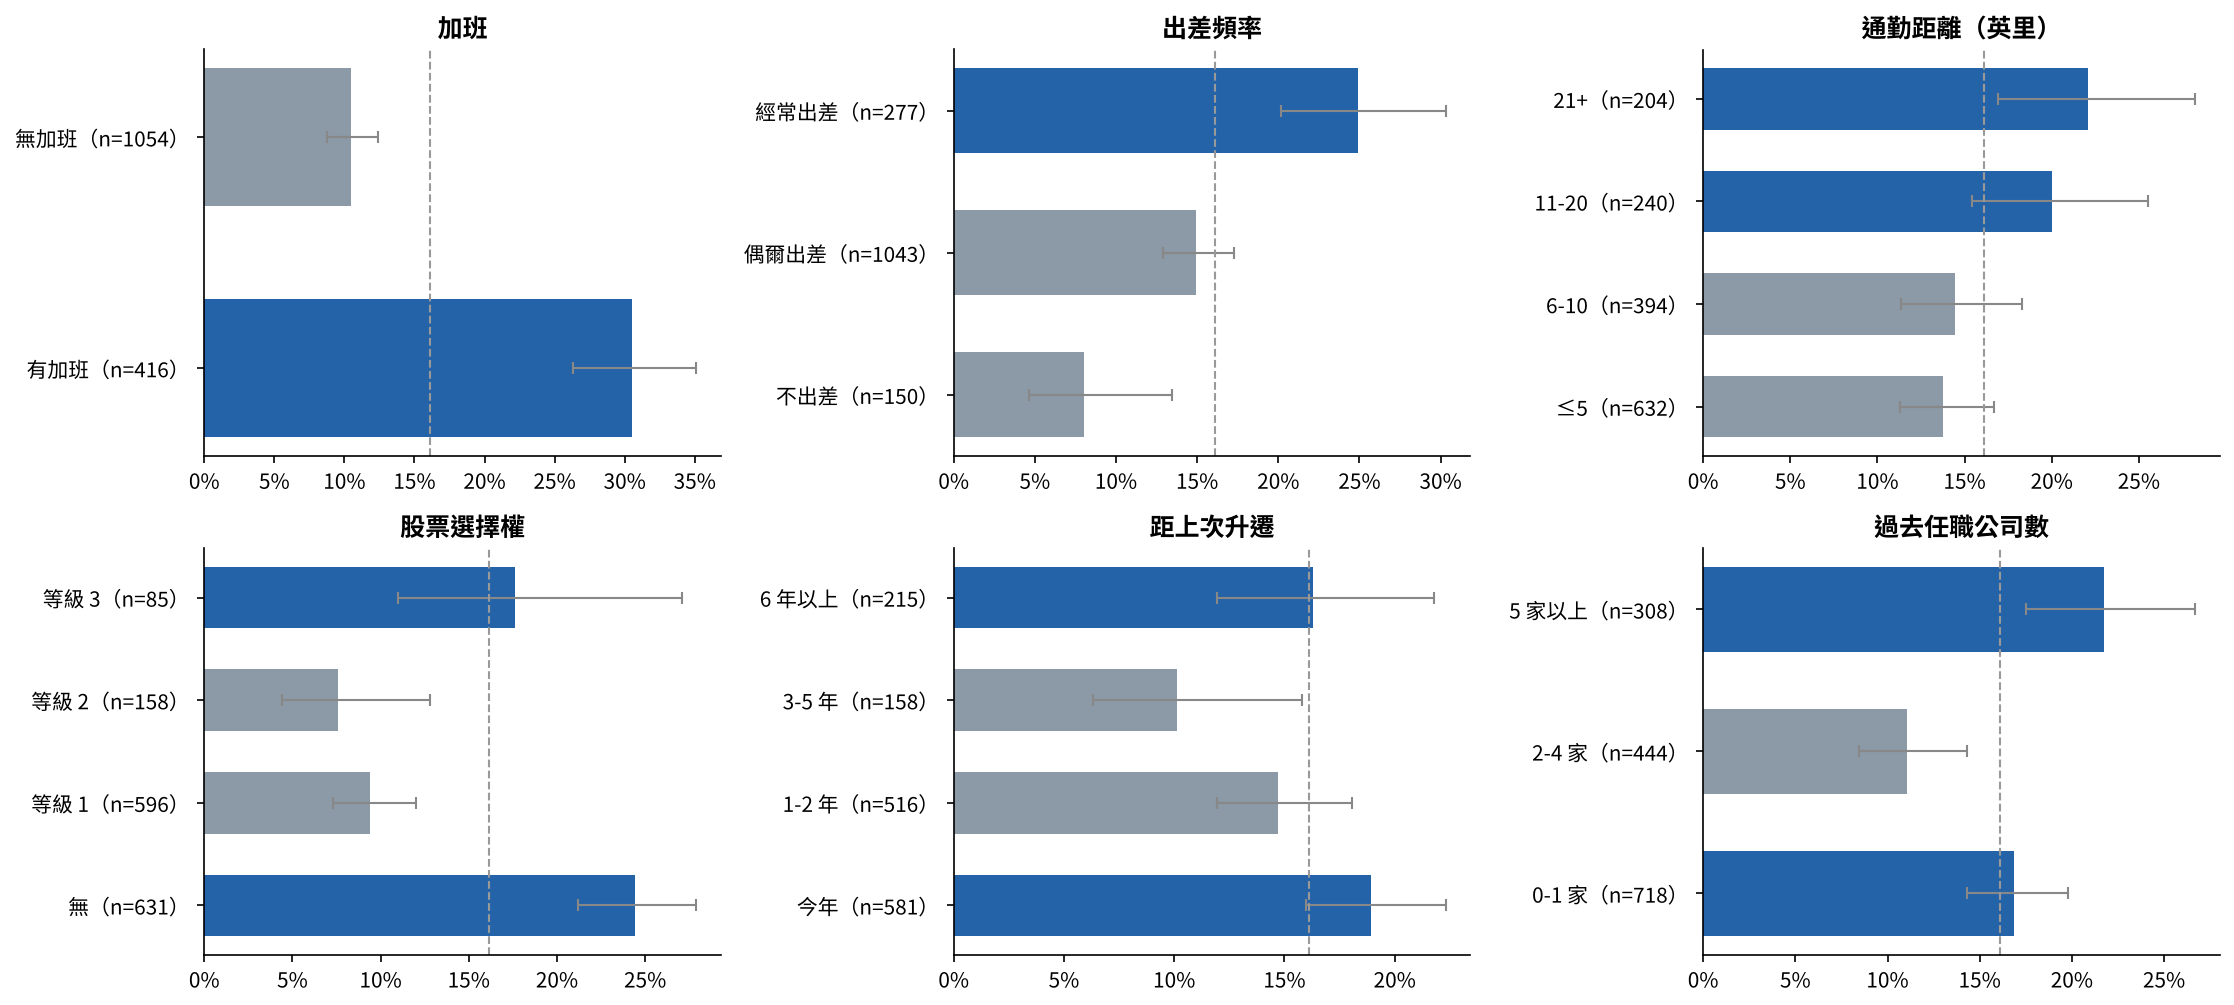 加班
無加班（n=1054）
有加班（n=416）
0% 5% 10% 15% 20% 25% 30% 35%
出差頻率
經常出差（n=277）
偶爾出差（n=1043）
不出差（n=150）
0% 5% 10% 15% 20% 25% 30%
通勤距離（英里）
21+（n=204）
11-20（n=240）
6-10（n=394）
≤5（n=632）
0% 5% 10% 15% 20% 25%
股票選擇權
等級 3（n=85）
等級 2（n=158）
等級 1（n=596）
無（n=631）
0% 5% 10% 15% 20% 25%
距上次升遷
6 年以上（n=215）
3-5 年（n=158）
1-2 年（n=516）
今年（n=581）
0% 5% 10% 15% 20%
過去任職公司數
5 家以上（n=308）
2-4 家（n=444）
0-1 家（n=718）
0% 5% 10% 15% 20% 25%